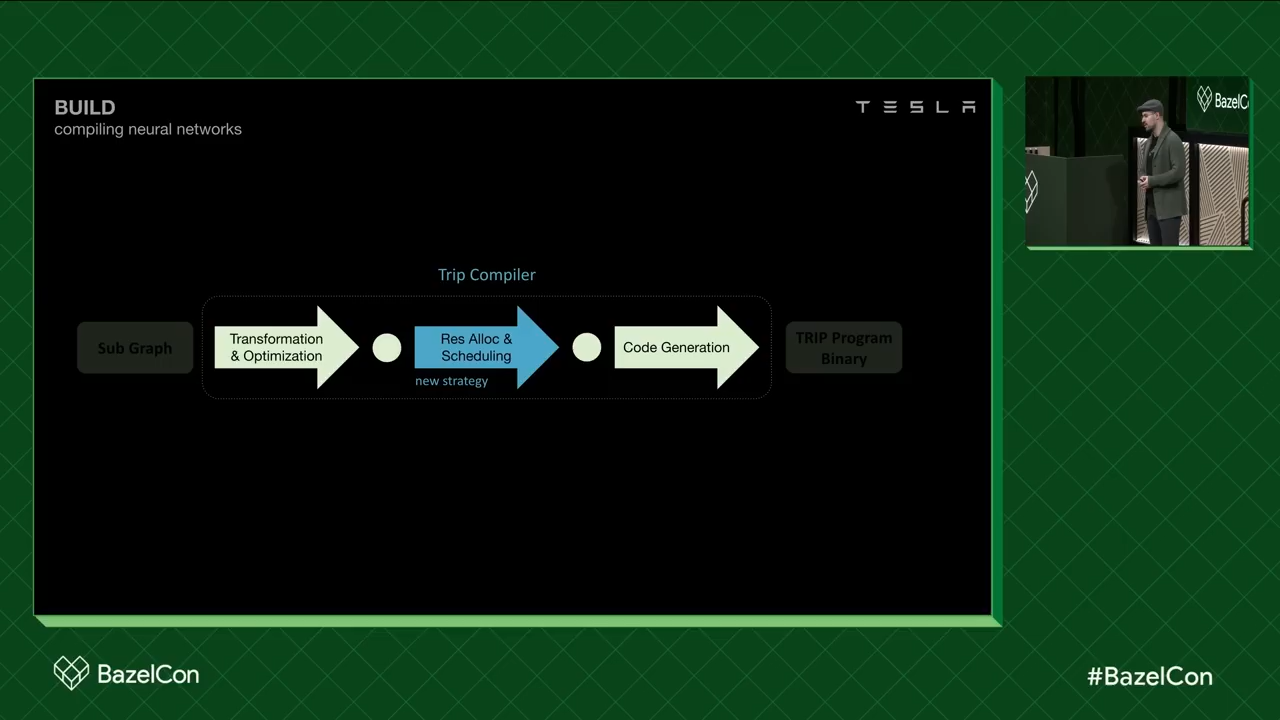 BUILD
compiling neural networks
TESLA
Trip Compiler
Sub Graph
Transformation
& Optimization
Res Alloc &
Scheduling
new strategy
Code Generation
TRIP Program
Binary
BazelC
BazelCon
#BazelCon